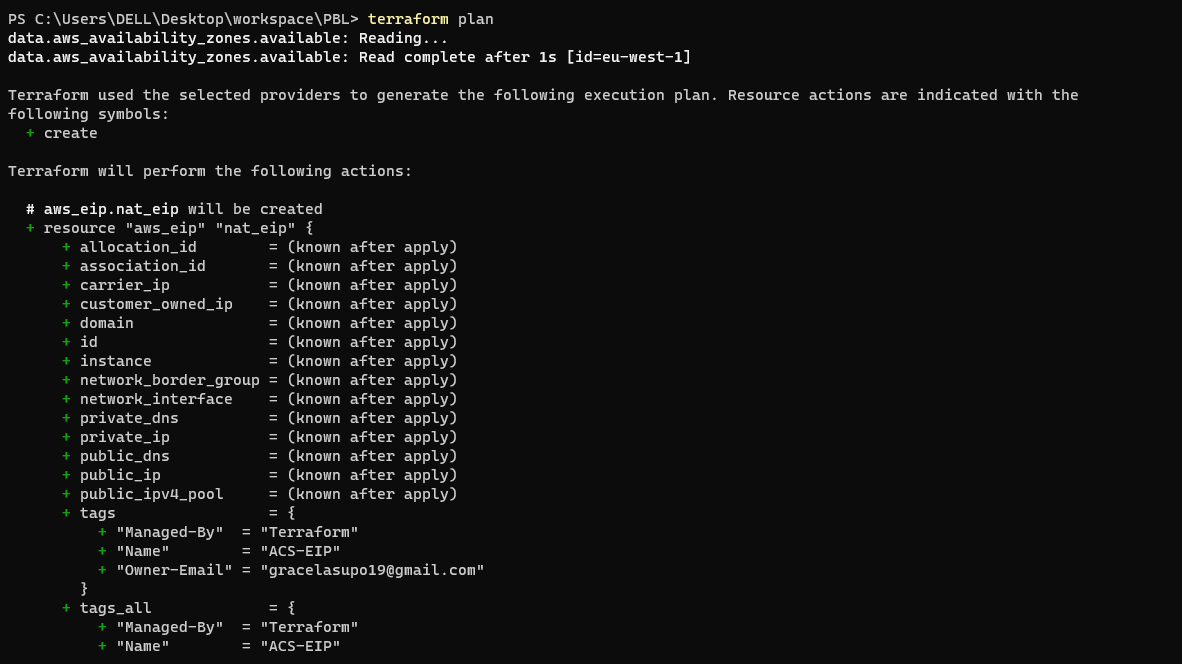 PS C:\Users\DELL\Desktop\workspace\PBL> terraform plan
data.aws_availability_zones.available: Reading...
data.aws_availability_zones.available: Read complete after 1s [id=eu-west-1]

Terraform used the selected providers to generate the following execution plan. Resource actions are indicated with the
following symbols:
  + create

Terraform will perform the following actions:

  # aws_eip.nat_eip will be created
  + resource "aws_eip" "nat_eip" {
      + allocation_id        = (known after apply)
      + association_id       = (known after apply)
      + carrier_ip           = (known after apply)
      + customer_owned_ip    = (known after apply)
      + domain               = (known after apply)
      + id                   = (known after apply)
      + instance             = (known after apply)
      + network_border_group = (known after apply)
      + network_interface    = (known after apply)
      + private_dns          = (known after apply)
      + private_ip           = (known after apply)
      + public_dns           = (known after apply)
      + public_ip            = (known after apply)
      + public_ipv4_pool     = (known after apply)
      + tags                 = {
          + "Managed-By"  = "Terraform"
          + "Name"        = "ACS-EIP"
          + "Owner-Email" = "gracelasupo19@gmail.com"
        }
      + tags_all             = {
          + "Managed-By"  = "Terraform"
          + "Name"        = "ACS-EIP"